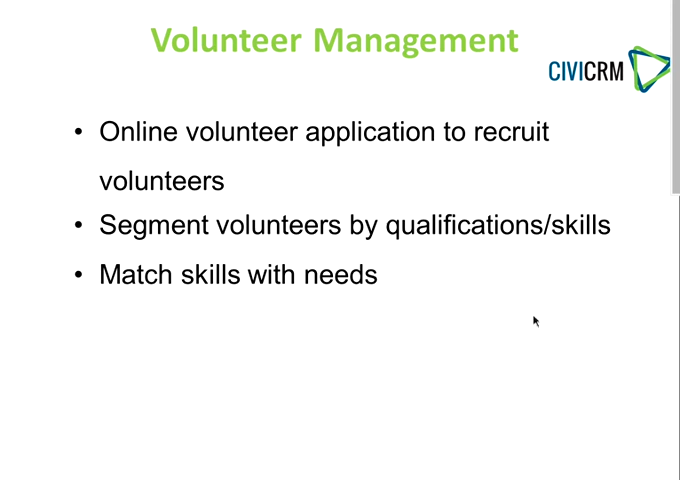 Volunteer Management
CIVICRM
• Online volunteer application to recruit
volunteers
• Segment volunteers by qualifications/skills
• Match skills with needs